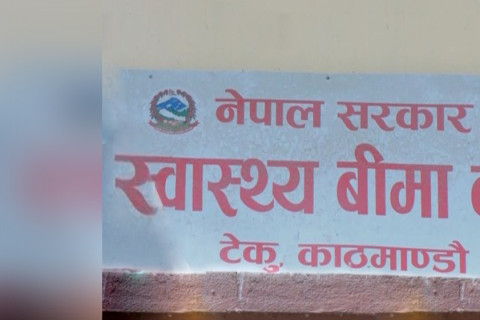 नेपाल सरकार
स्वास्थ्य बीमा
टेकु, काठमाण्डौ